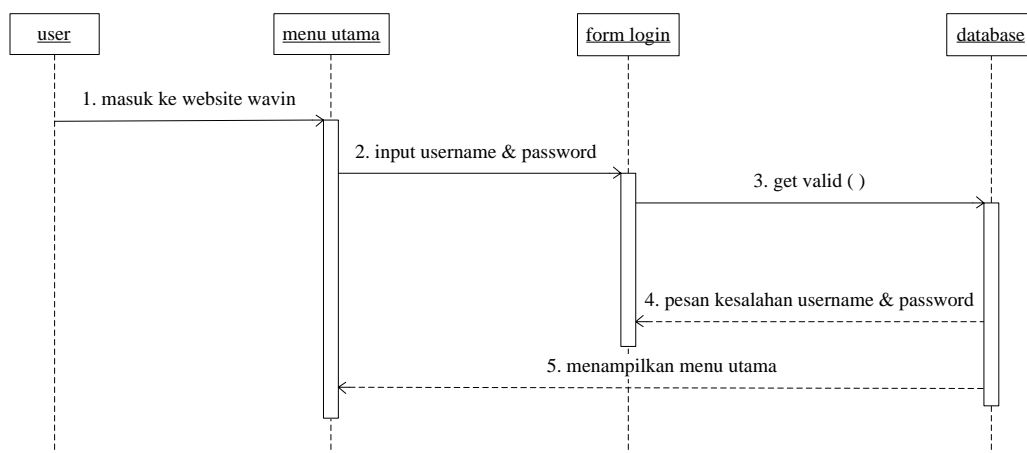 user
menu utama
form login
database
1. masuk ke website wavin
2. input username & password
3. get valid ( )
4. pesan kesalahan username & password
5. menampilkan menu utama